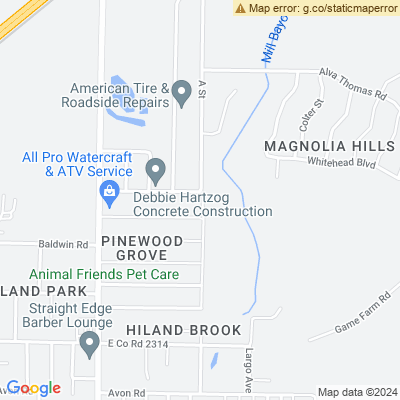 Map error: g.co/staticmaperror
Mill Bayo
Alva Thomas Rd
American Tire &
Roadside Repairs
A St
Colter St
MAGNOLIA HILLS
Whitehead Blvd
All Pro Watercraft
& ATV Service
Debbie Hartzog
Concrete Construction
Baldwin Rd
PINEWOOD
GROVE
Animal Friends Pet Care
LAND PARK
Straight Edge
Barber Lounge
HILAND BROOK
Game Farm Rd
E Co Rd 2314
Largo Ave
Google
Avon Rd
Map data ©2024